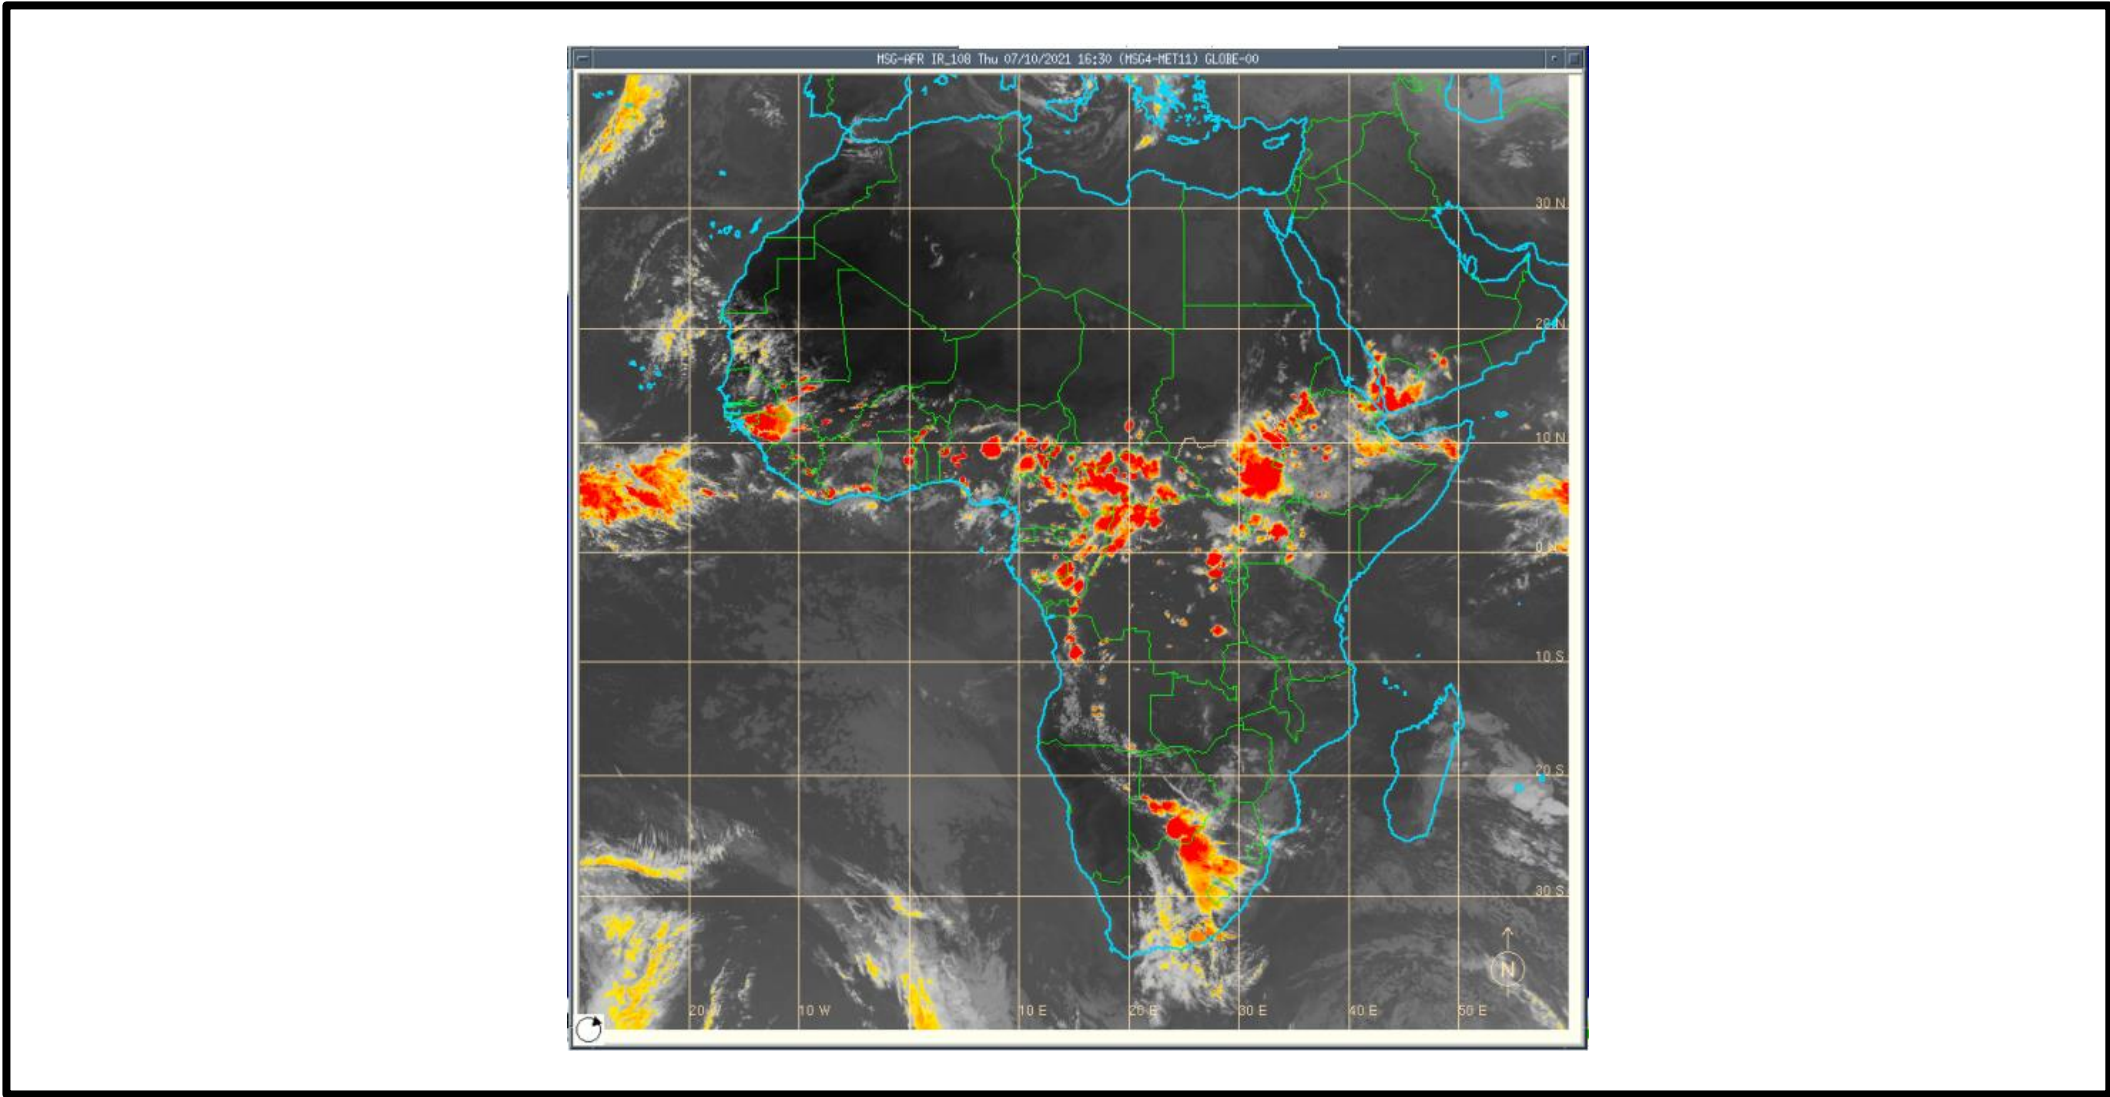 MSG-AFR IR_108 Thu 07/10/2021 16:30 (MSG4-MET11) GLOBE-00
30 N
20 N
10 N
0 N
10 S
20 S
30 S
N
20 W
10 W
10 E
20 E
30 E
40 E
50 E